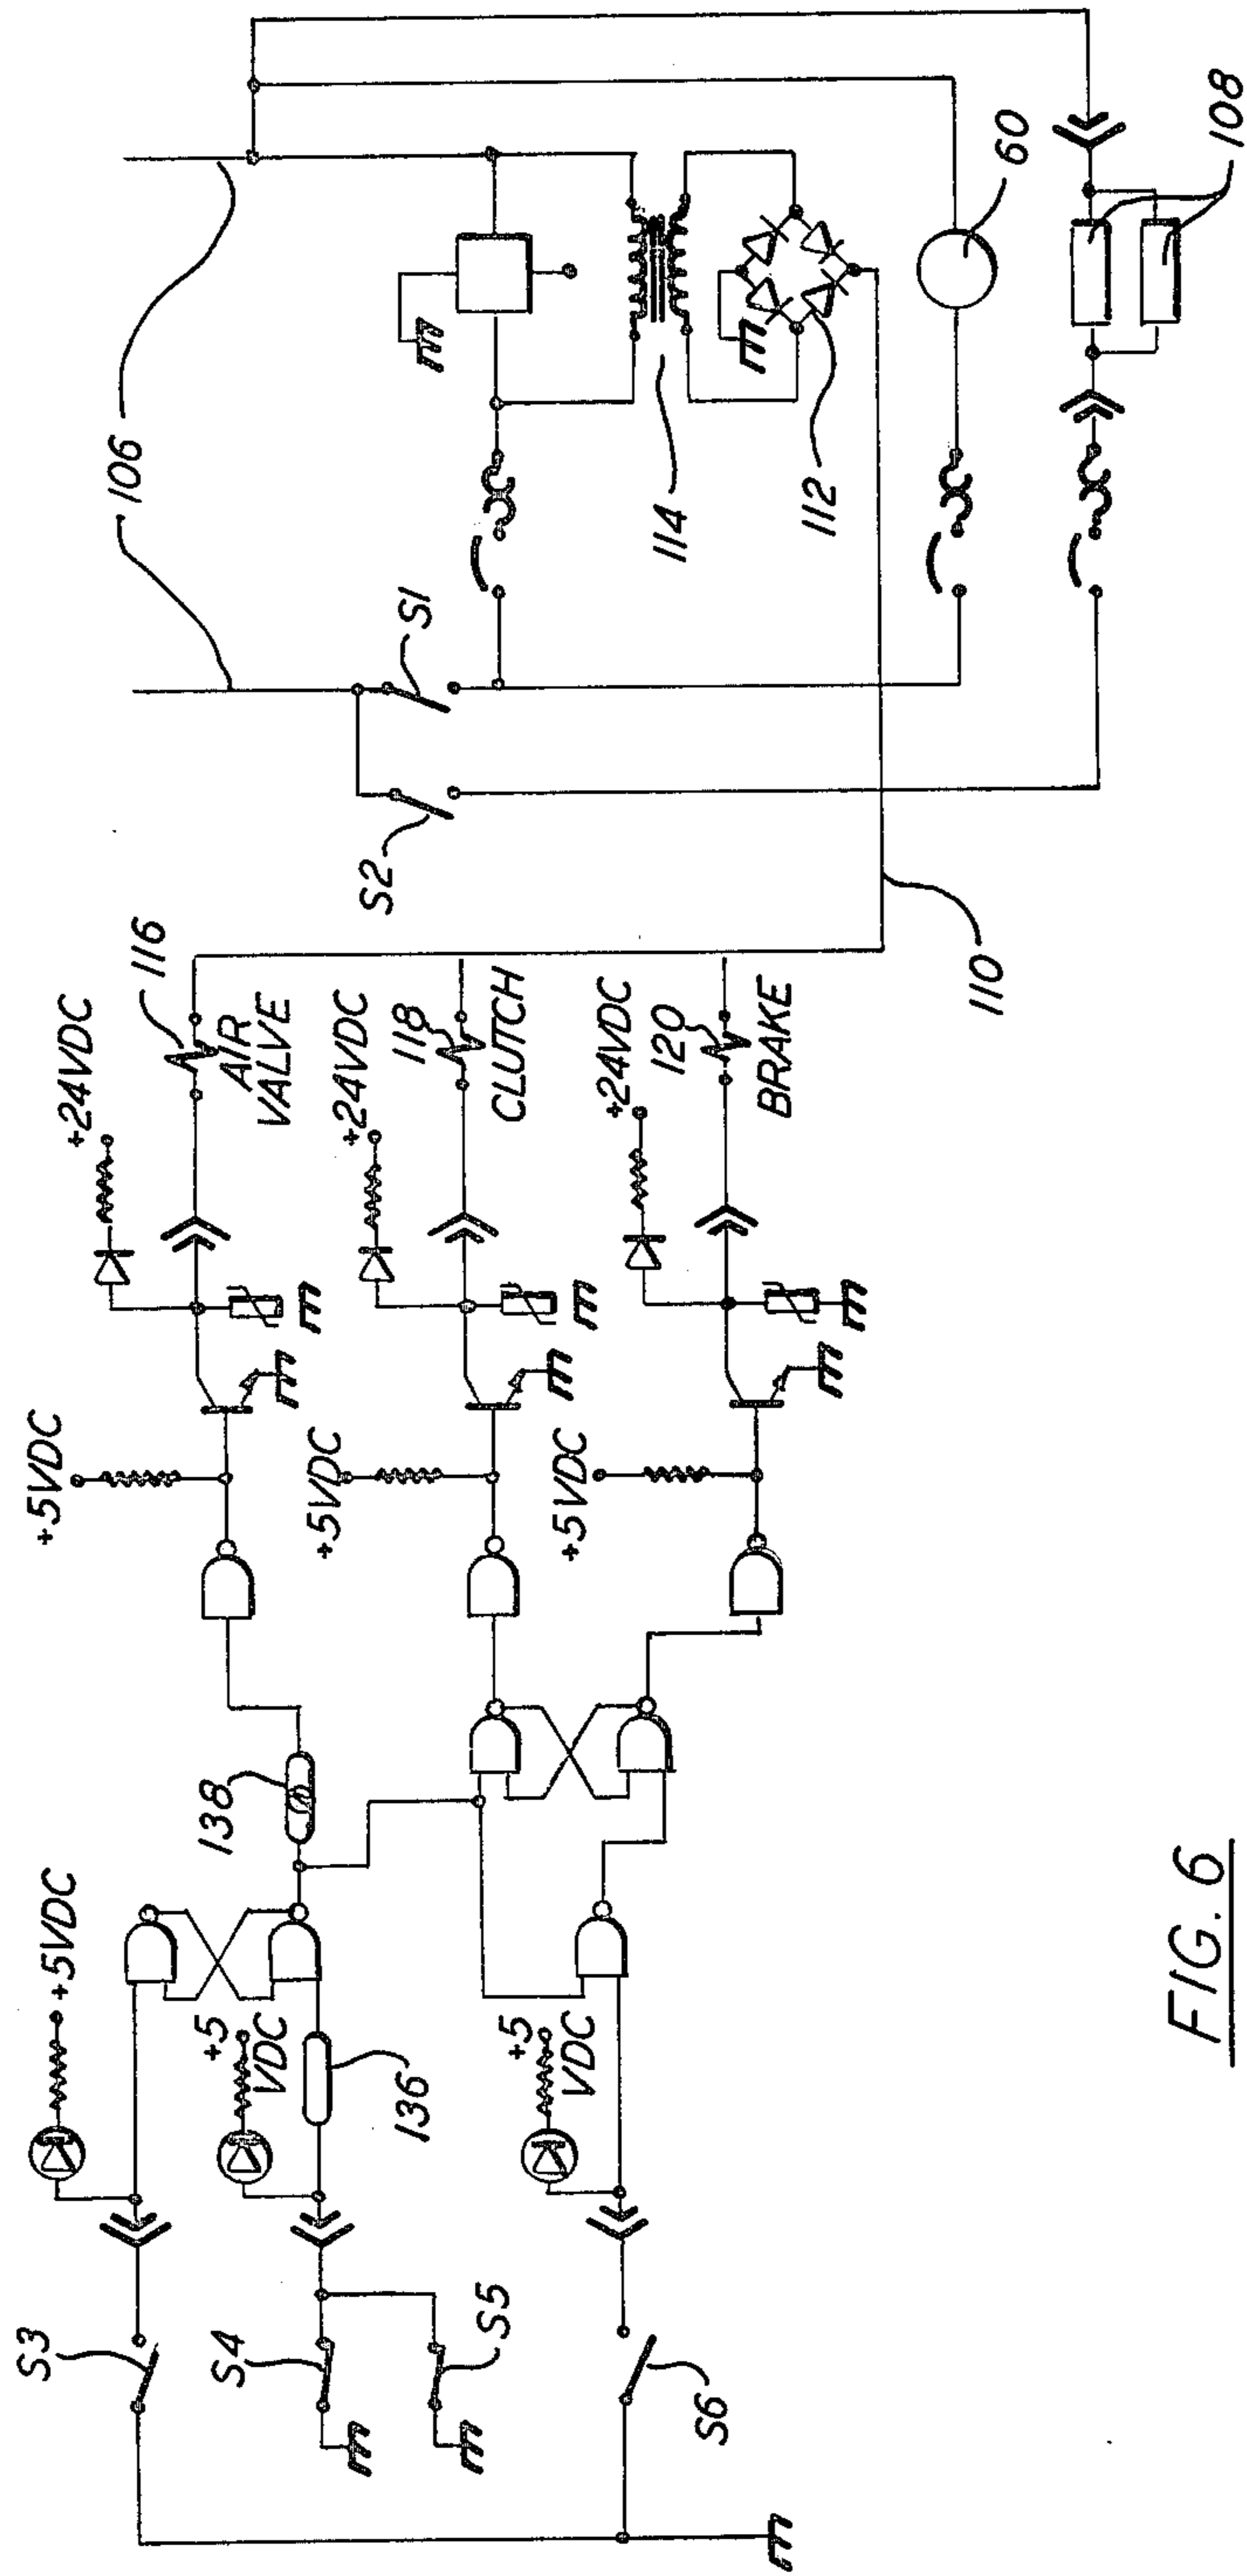 S3
S4
S5
S6
+5VDC
+5
VDC
136
+5
VDC
138
+5VDC
+5VDC
+5VDC
+24VDC
116
AIR
VALVE
+24VDC
118
CLUTCH
+24VDC
120
BRAKE
110
S2
S1
106
114
112
60
108
FIG. 6